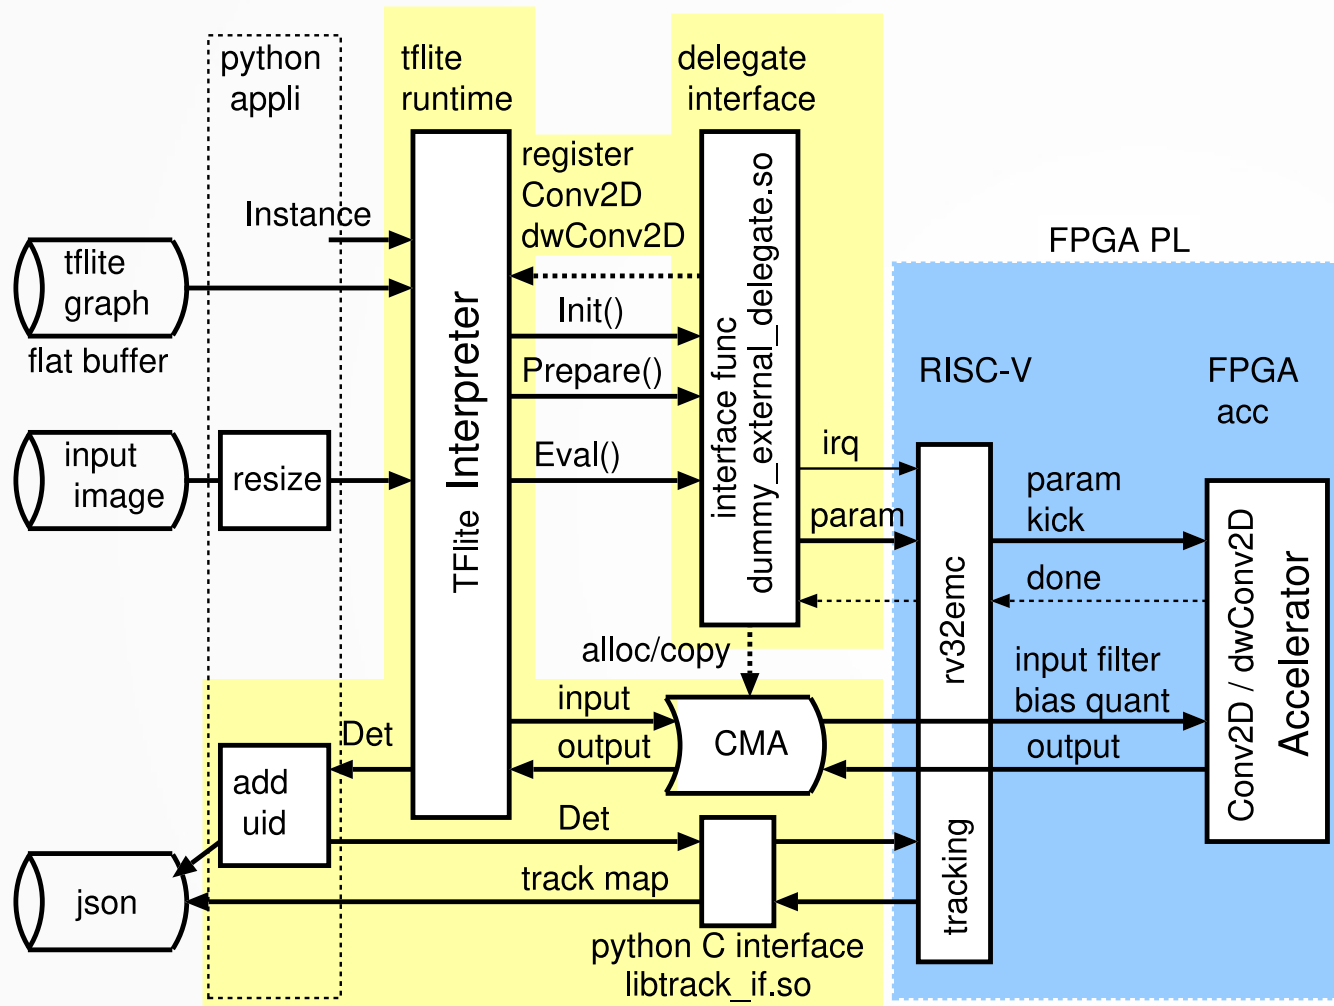 python
appli
tflite
runtime
delegate
interface
register
Conv2D
dwConv2D
Instance
tflite
graph
flat buffer
Init()
Prepare()
Eval()
input
image
resize
TFlite Interpreter
interface func
dummy_external_delegate.so
FPGA PL
RISC-V
FPGA
acc
irq
param
param
kick
done
rv32emc
tracking
Conv2D / dwConv2D
Accelerator
alloc/copy
input
output
CMA
input filter
bias quant
output
Det
add
uid
Det
track map
json
python C interface
libtrack_if.so